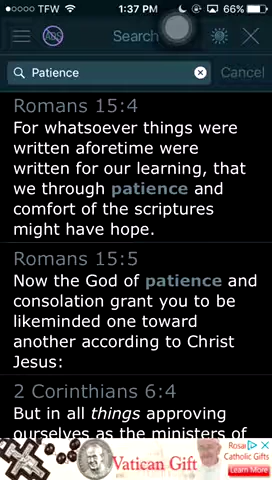 TFW 1:37 PM 66%
ADS Search
Patience Cancel
Romans 15:4
For whatsoever things were
written aforetime were
written for our learning, that
we through patience and
comfort of the scriptures
might have hope.
Romans 15:5
Now the God of patience and
consolation grant you to be
likeminded one toward
another according to Christ
Jesus:
2 Corinthians 6:4
But in all things approving
ourselves as the ministers of
Vatican Gift
Rosar
Catholic Gifts
Learn More